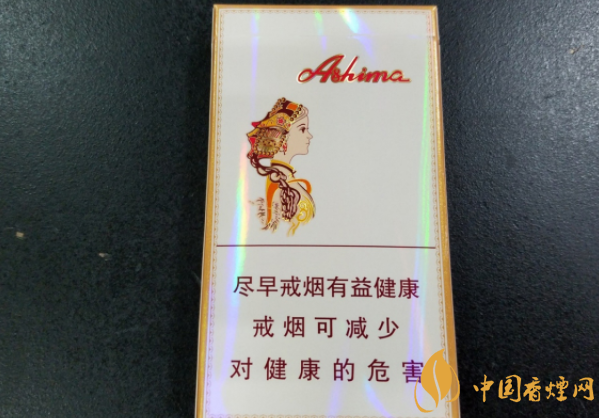 Ashima
尽早戒烟有益健康
戒烟可减少
对健康的危害
中国香烟网